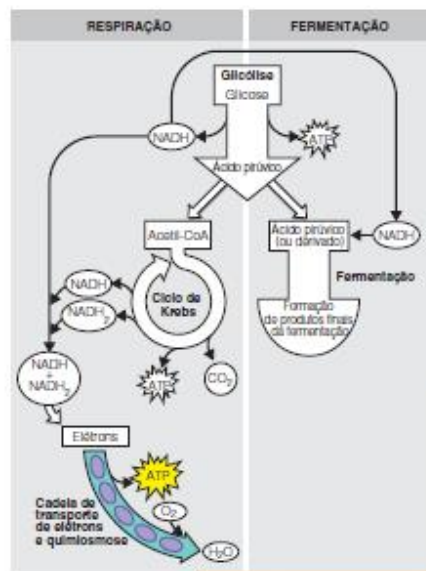 RESPIRAÇÃO
FERMENTAÇÃO
Glicólise
Glicose
NADH
ATP
Ácido pirúvico
Acetil-CoA
Ácido pirúvico
(ou derivado)
NADH
Fermentação
NADH
NADH2
Ciclo de
Krebs
Formação
de produtos finais
da fermentação
ATP
CO2
NADH
+
NADH2
Elétrons
ATP
Cadeia de
transporte
de elétrons
e quimiosmose
O2
H2O